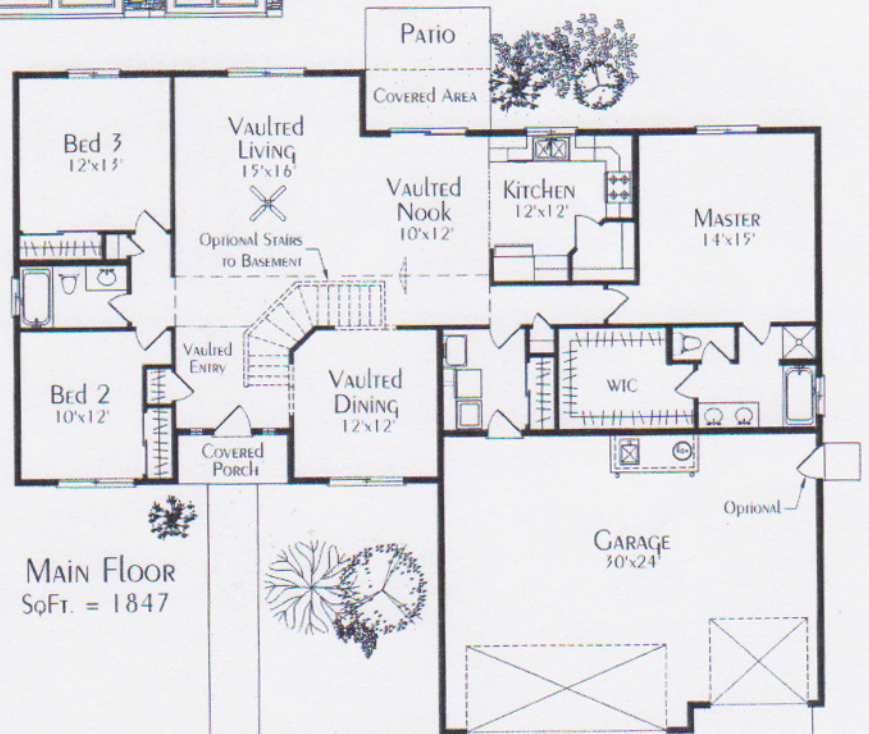 Patio
Covered Area
Bed 3
12'x13'
Vaulted
Living
15'x16'
Vaulted
Nook
10'x12'
Kitchen
12'x12'
Master
14'x15'
Optional Stairs
to Basement
Vaulted
Entry
Bed 2
10'x12'
Vaulted
Dining
12'x12'
WIC
Covered
Porch
Optional
Garage
30'x24'
Main Floor
SqFt. = 1847